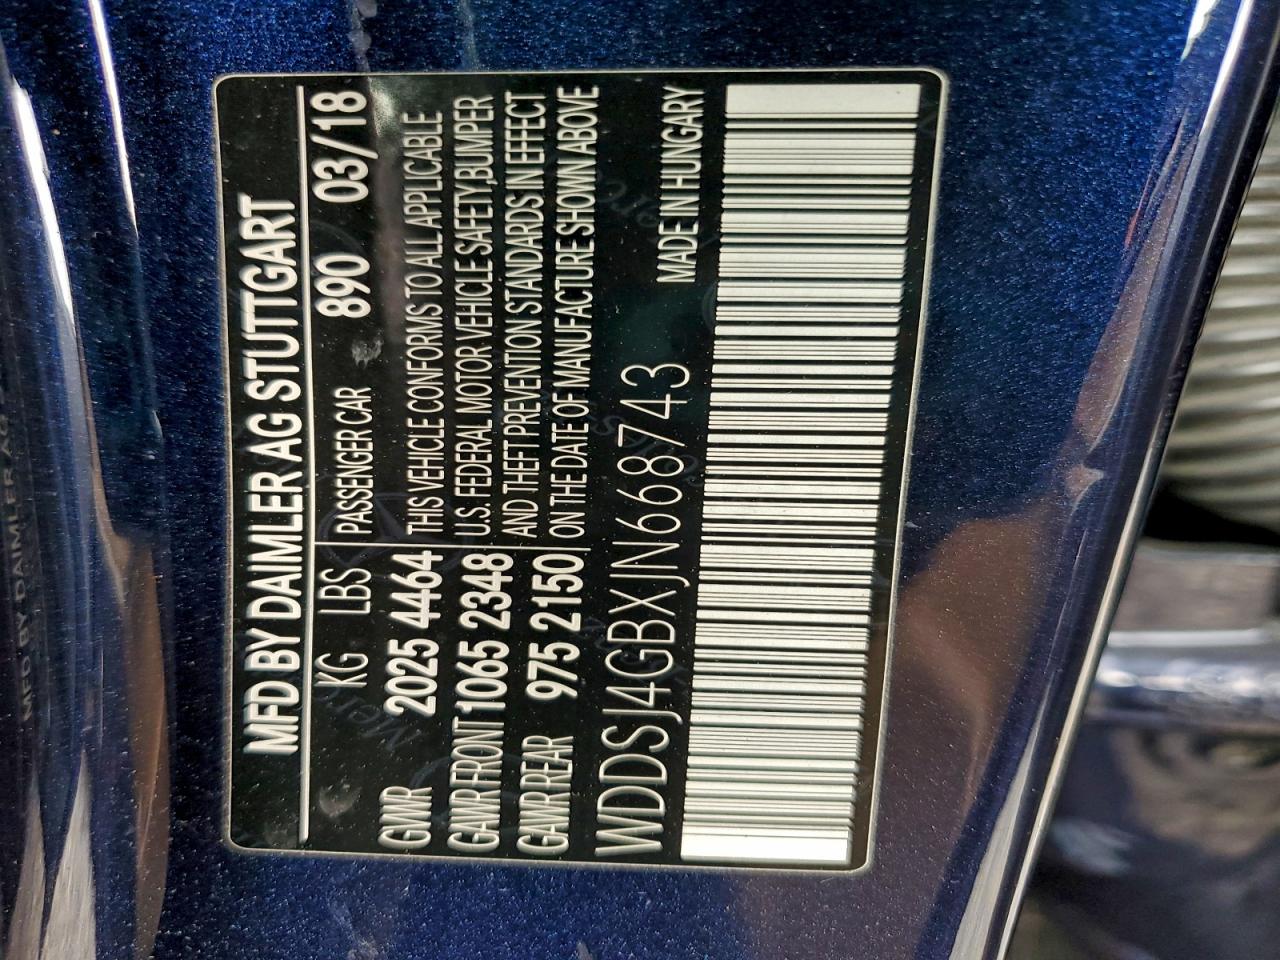 MFD BY DAIMLER AG STUTTGART
KG LBS PASSENGER CAR 890 03/18
GVWR 2025 4464 THIS VEHICLE CONFORMS TO ALL APPLICABLE
GAWR FRONT 1065 2348 U.S. FEDERAL MOTOR VEHICLE SAFETY,BUMPER
GAWR REAR 975 2150 AND THEFT PREVENTION STANDARDS IN EFFECT
ON THE DATE OF MANUFACTURE SHOWN ABOVE
WDDSJ4GBXJN668743 MADE IN HUNGARY